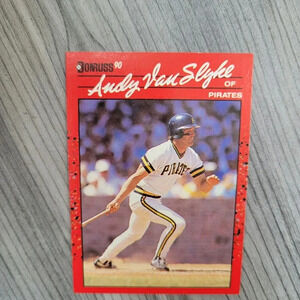 DONRUSS 90
Andy Van Slyke
OF
PIRATES
PIRATES